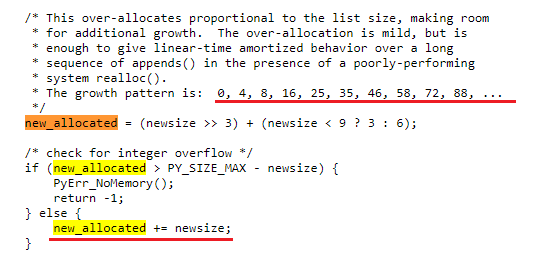 /* This over-allocates proportional to the list size, making room
* for additional growth.  The over-allocation is mild, but is
* enough to give linear-time amortized behavior over a long
* sequence of appends() in the presence of a poorly-performing
* system realloc().
* The growth pattern is:  0, 4, 8, 16, 25, 35, 46, 58, 72, 88, ...
*/
new_allocated = (newsize >> 3) + (newsize < 9 ? 3 : 6);
/* check for integer overflow */
if (new_allocated > PY_SIZE_MAX - newsize) {
PyErr_NoMemory();
return -1;
} else {
new_allocated += newsize;
}